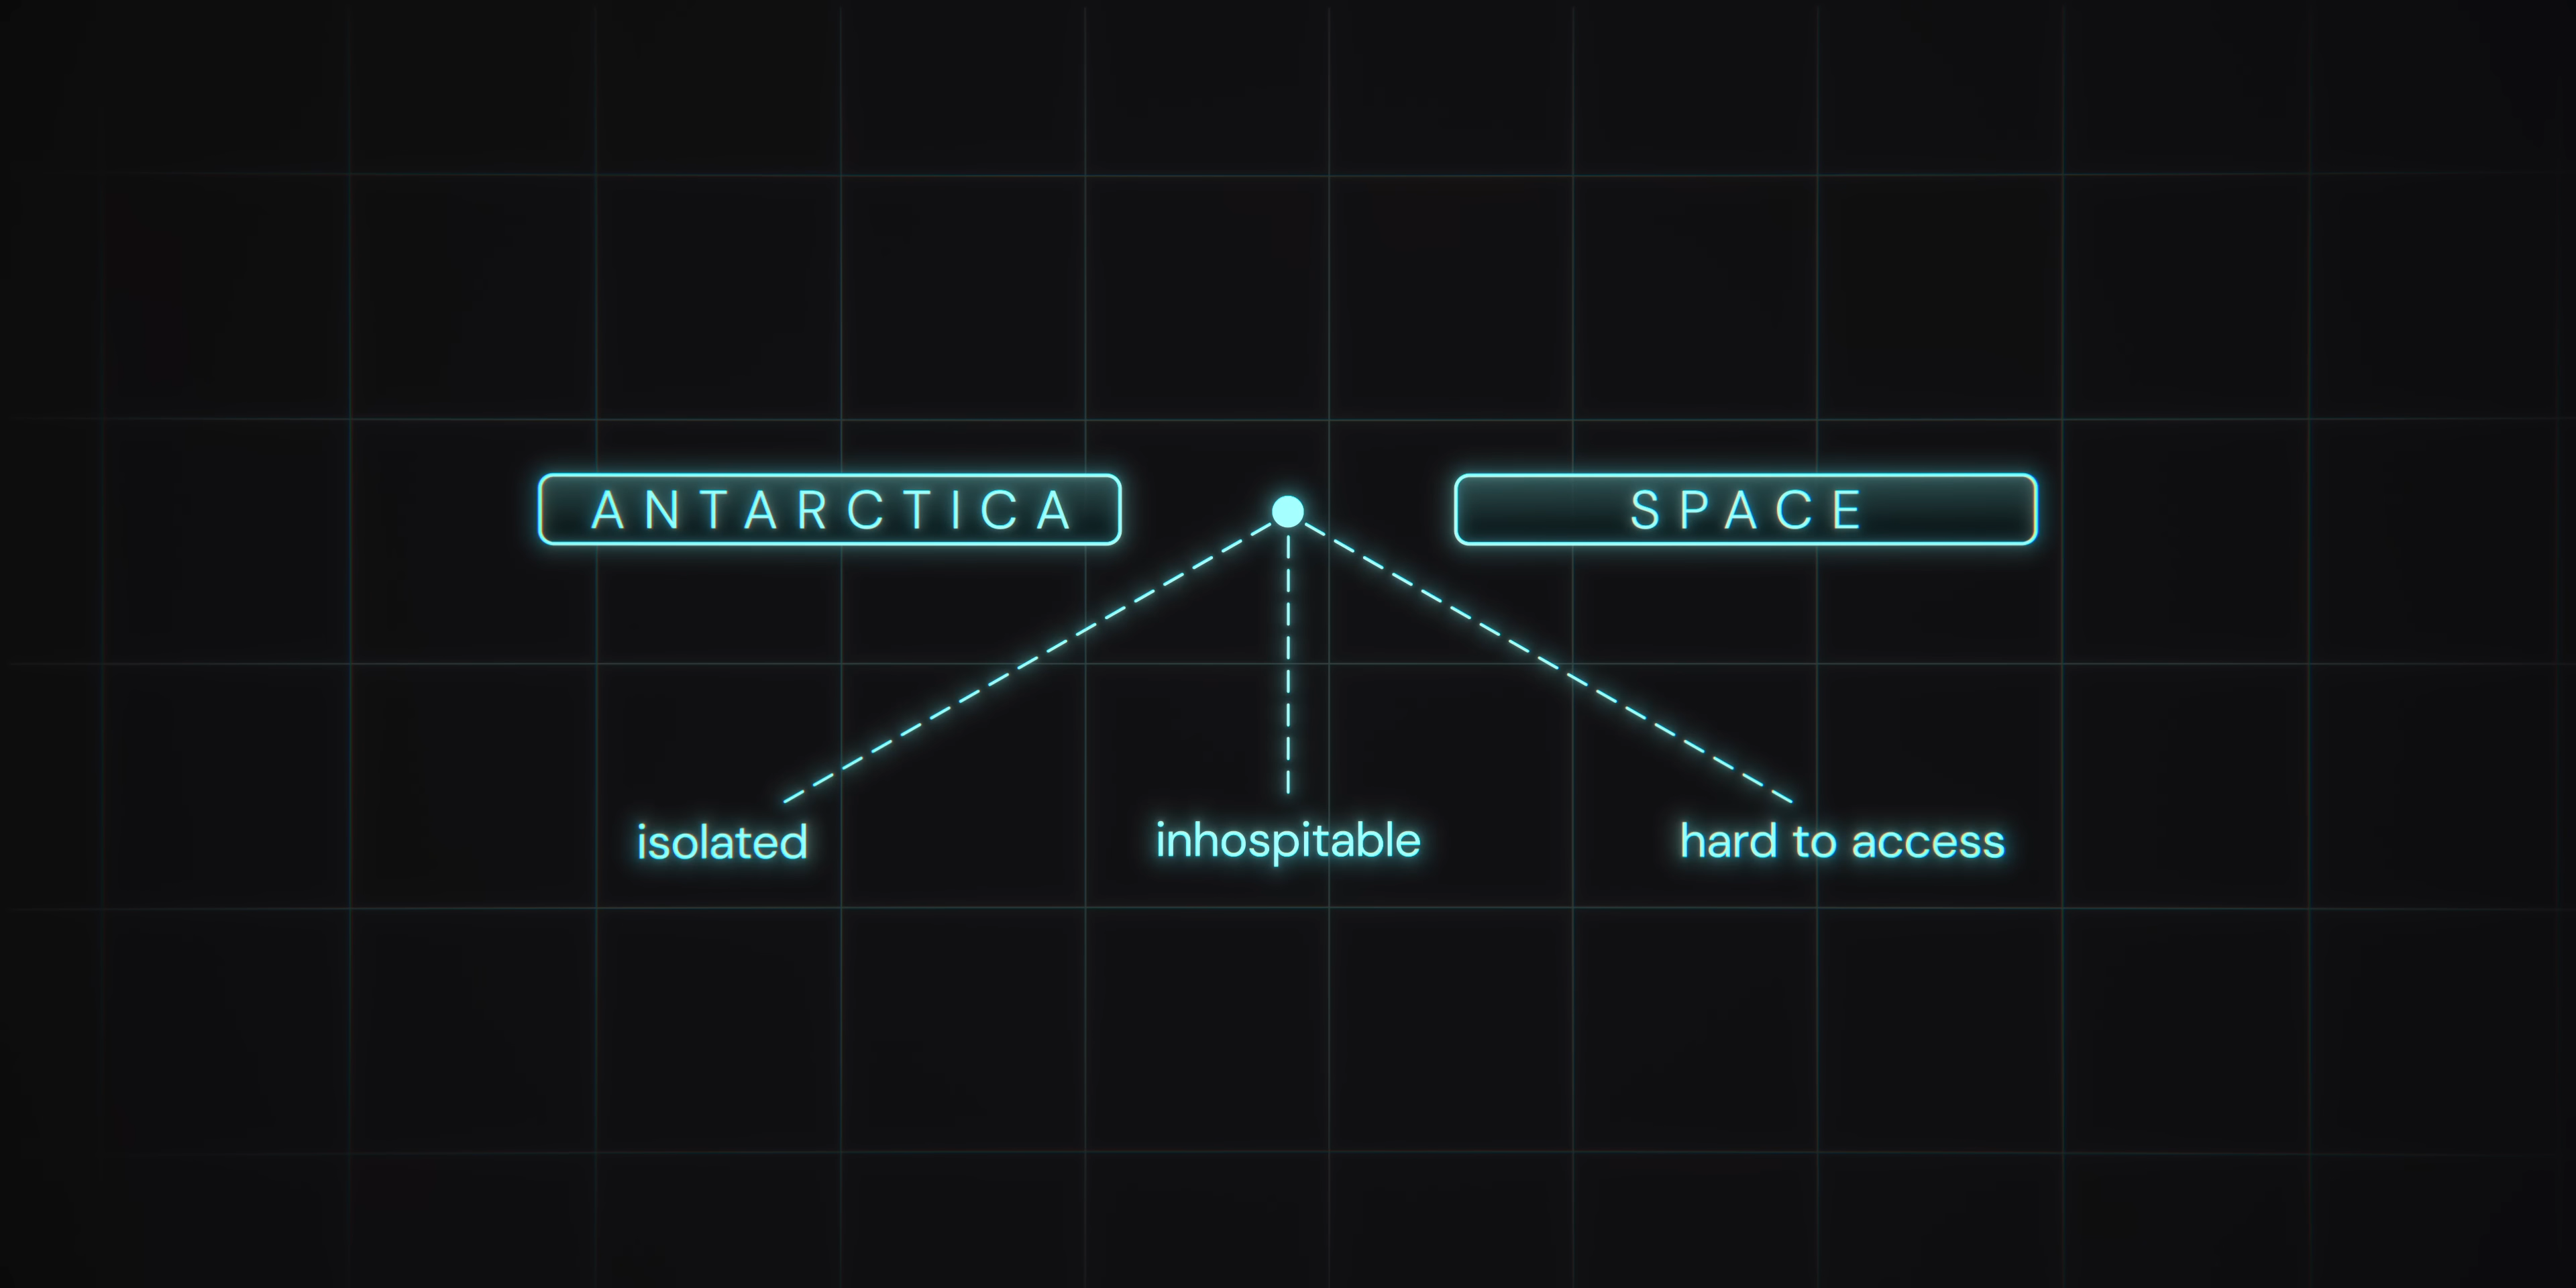 ANTARCTICA
SPACE
isolated
inhospitable
hard to access